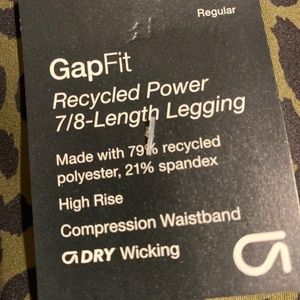 Regular
GapFit
Recycled Power
7/8-Length Legging
Made with 79% recycled
polyester, 21% spandex
High Rise
Compression Waistband
DRY Wicking